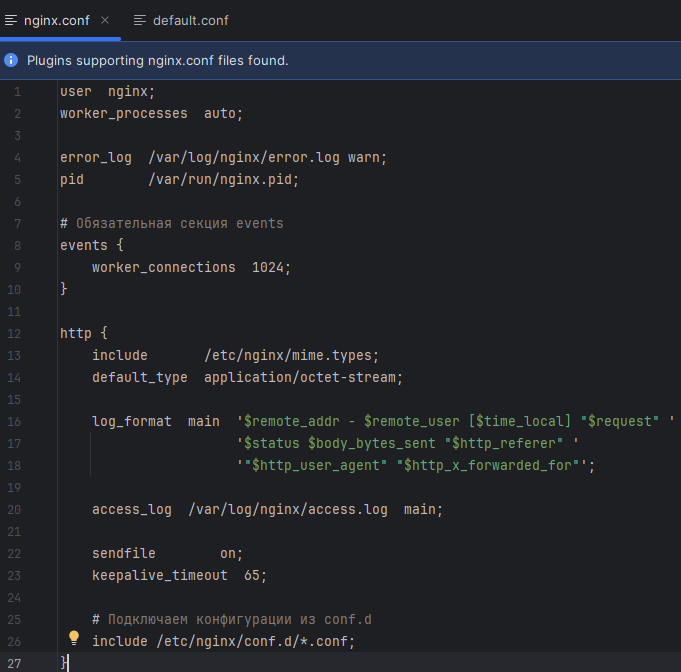 nginx.conf × default.conf
Plugins supporting nginx.conf files found.
1 user  nginx;
2 worker_processes  auto;
3
4 error_log  /var/log/nginx/error.log warn;
5 pid        /var/run/nginx.pid;
6
7 # Обязательная секция events
8 events {
9     worker_connections  1024;
10 }
11
12 http {
13     include       /etc/nginx/mime.types;
14     default_type  application/octet-stream;
15
16     log_format  main  '$remote_addr - $remote_user [$time_local] "$request" '
17                       '$status $body_bytes_sent "$http_referer" '
18                       '"$http_user_agent" "$http_x_forwarded_for"';
19
20     access_log  /var/log/nginx/access.log  main;
21
22     sendfile        on;
23     keepalive_timeout  65;
24
25     # Подключаем конфигурации из conf.d
26     include /etc/nginx/conf.d/*.conf;
27 }